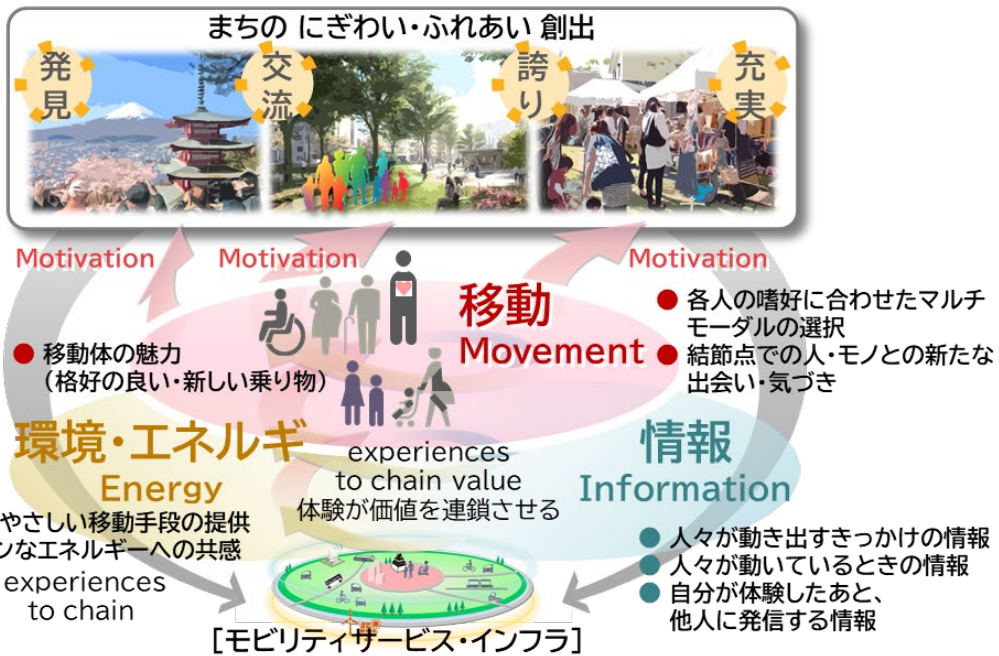 まちの にぎわい・ふれあい 創出
発見
交流
誇り
充実
Motivation
Motivation
Motivation
移動
Movement
● 各人の嗜好に合わせたマルチ
モーダルの選択
● 結節点での人・モノとの新たな
出会い・気づき
● 移動体の魅力
（格好の良い・新しい乗り物）
環境・エネルギ
Energy
やさしい移動手段の提供
ンなエネルギーへの共感
experiences
to chain
experiences
to chain value
体験が価値を連鎖させる
情報
Information
● 人々が動き出すきっかけの情報
● 人々が動いているときの情報
● 自分が体験したあと、
他人に発信する情報
[モビリティサービス・インフラ]